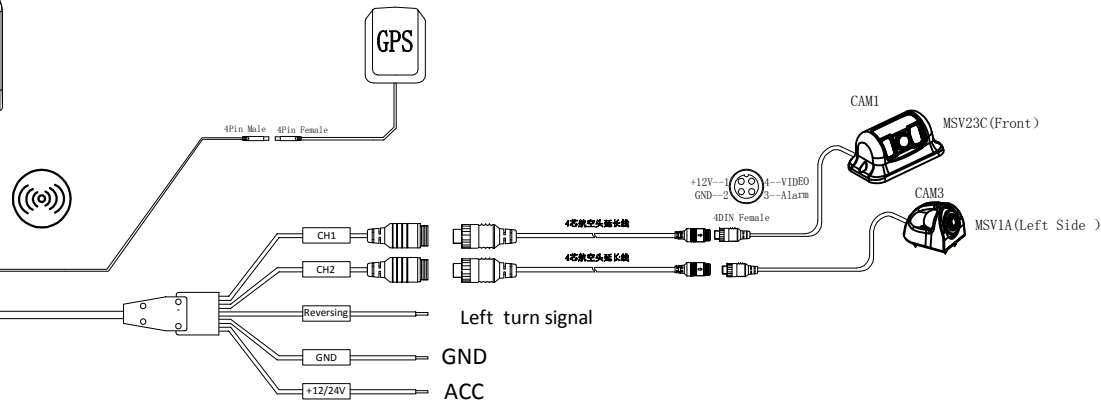 GPS
4Pin Male
4Pin Female
CAM1
MSV23C(Front)
+12V--1
4--VIDEO
GND--2
3--Alarm
4DIN Female
CAM3
MSV1A(Left Side )
CH1
4芯航空头延长线
CH2
4芯航空头延长线
Reversing
Left turn signal
GND
GND
+12/24V
ACC